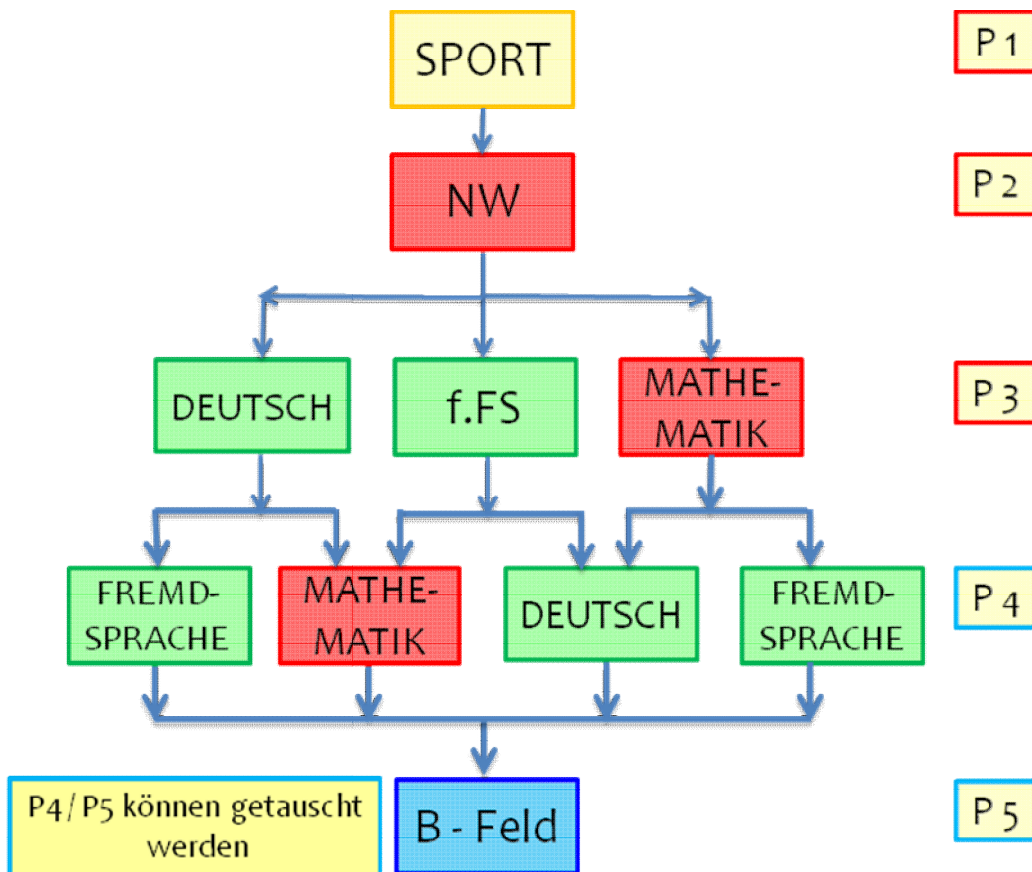 SPORT
P 1
NW
P 2
DEUTSCH
f.FS
MATHE-
MATIK
P 3
FREMD-
SPRACHE
MATHE-
MATIK
DEUTSCH
FREMD-
SPRACHE
P 4
P4/P5 können getauscht
werden
B - Feld
P 5